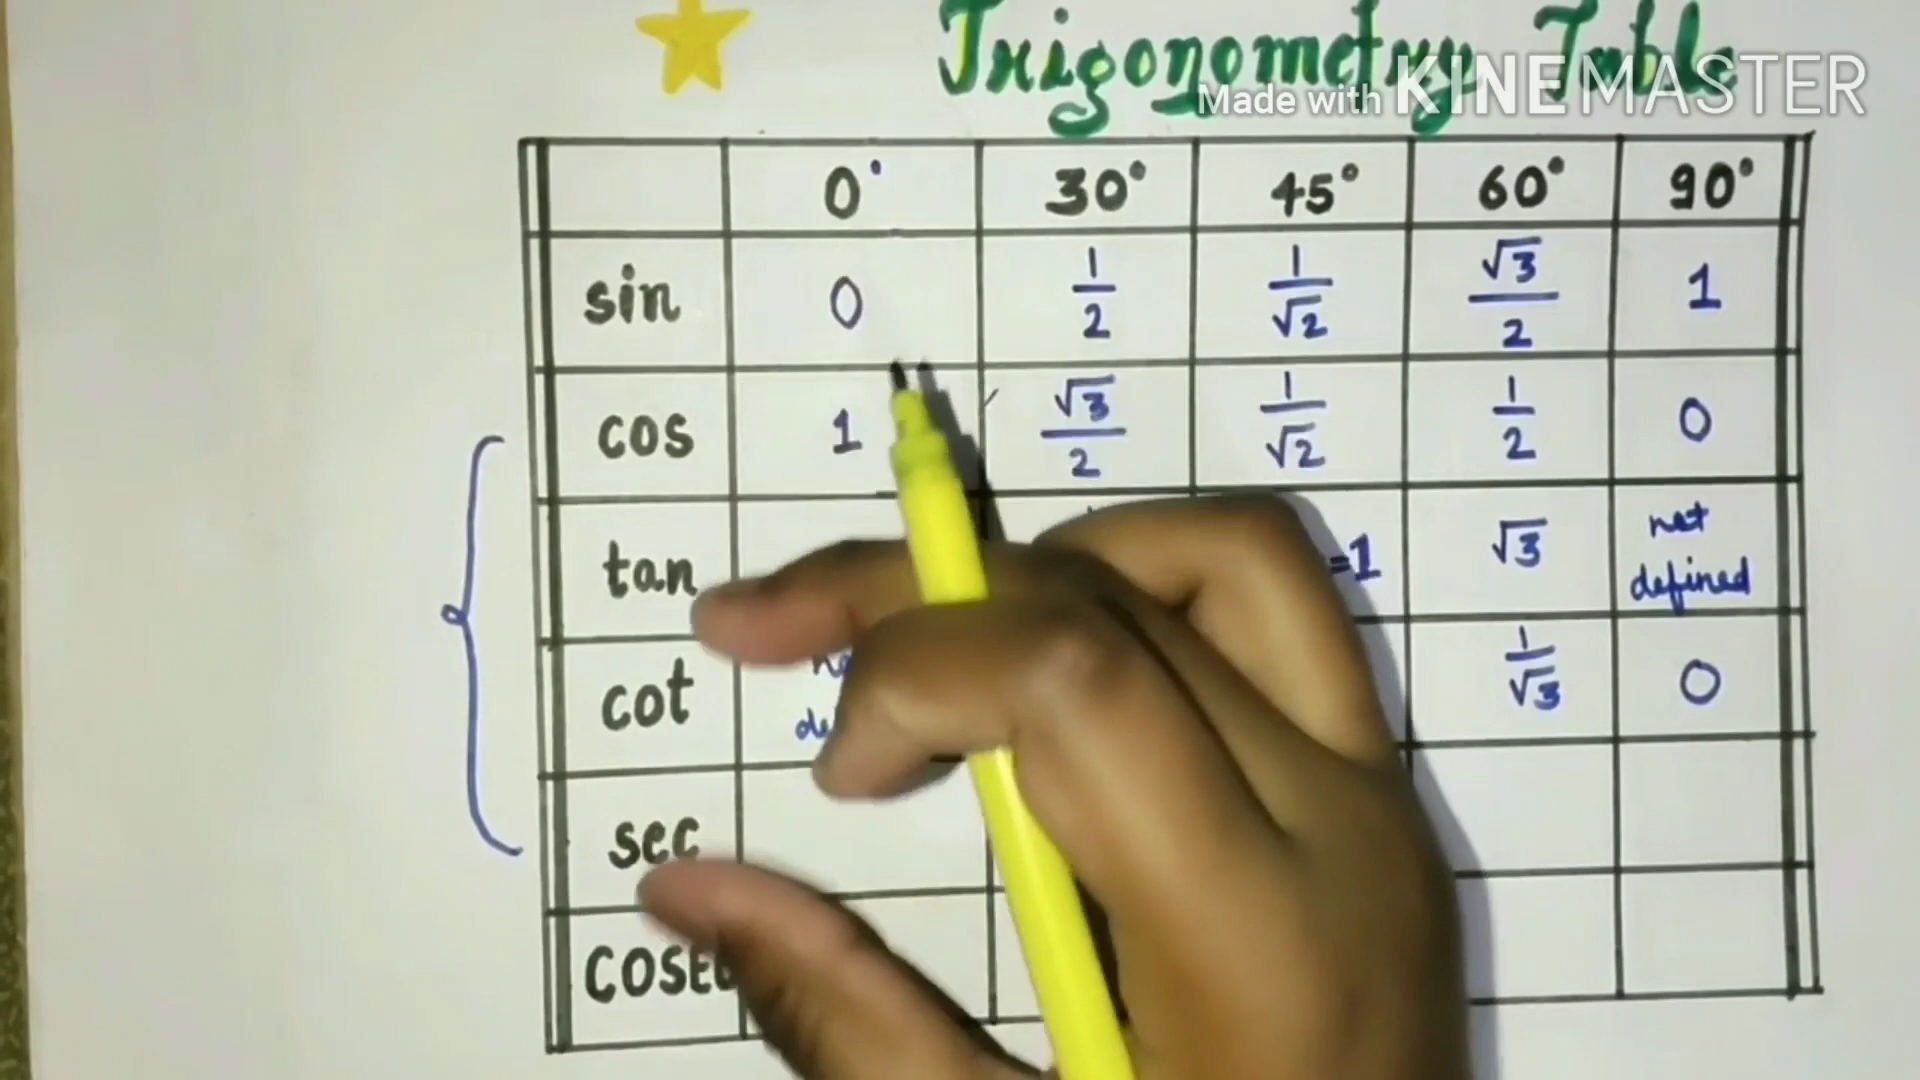 Trigonometry Table
Made with KINEMASTER
0° 30° 45° 60° 90°
sin 0 1/2 1/√2 √3/2 1
cos 1 √3/2 1/√2 1/2 0
tan =1 √3 not defined
cot 1/√3 0
sec